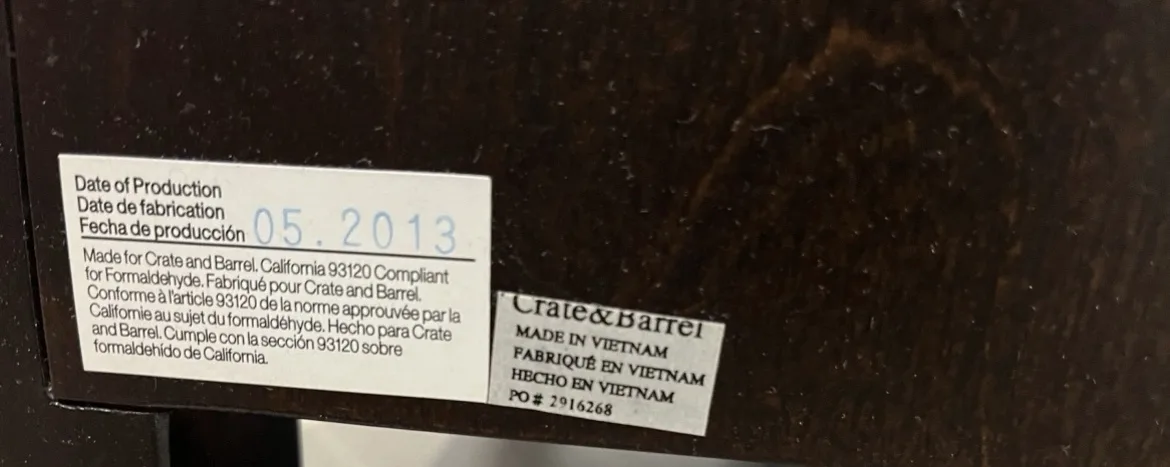 Date of Production
Date de fabrication
Fecha de producción 05.2013
Made for Crate and Barrel. California 93120 Compliant
for Formaldehyde. Fabriqué pour Crate and Barrel.
Conforme à l'article 93120 de la norme approuvée par la
Californie au sujet du formaldéhyde. Hecho para Crate
and Barrel. Cumple con la sección 93120 sobre
formaldehído de California.
Crate&Barrel
MADE IN VIETNAM
FABRIQUÉ EN VIETNAM
HECHO EN VIETNAM
PO# 2916268